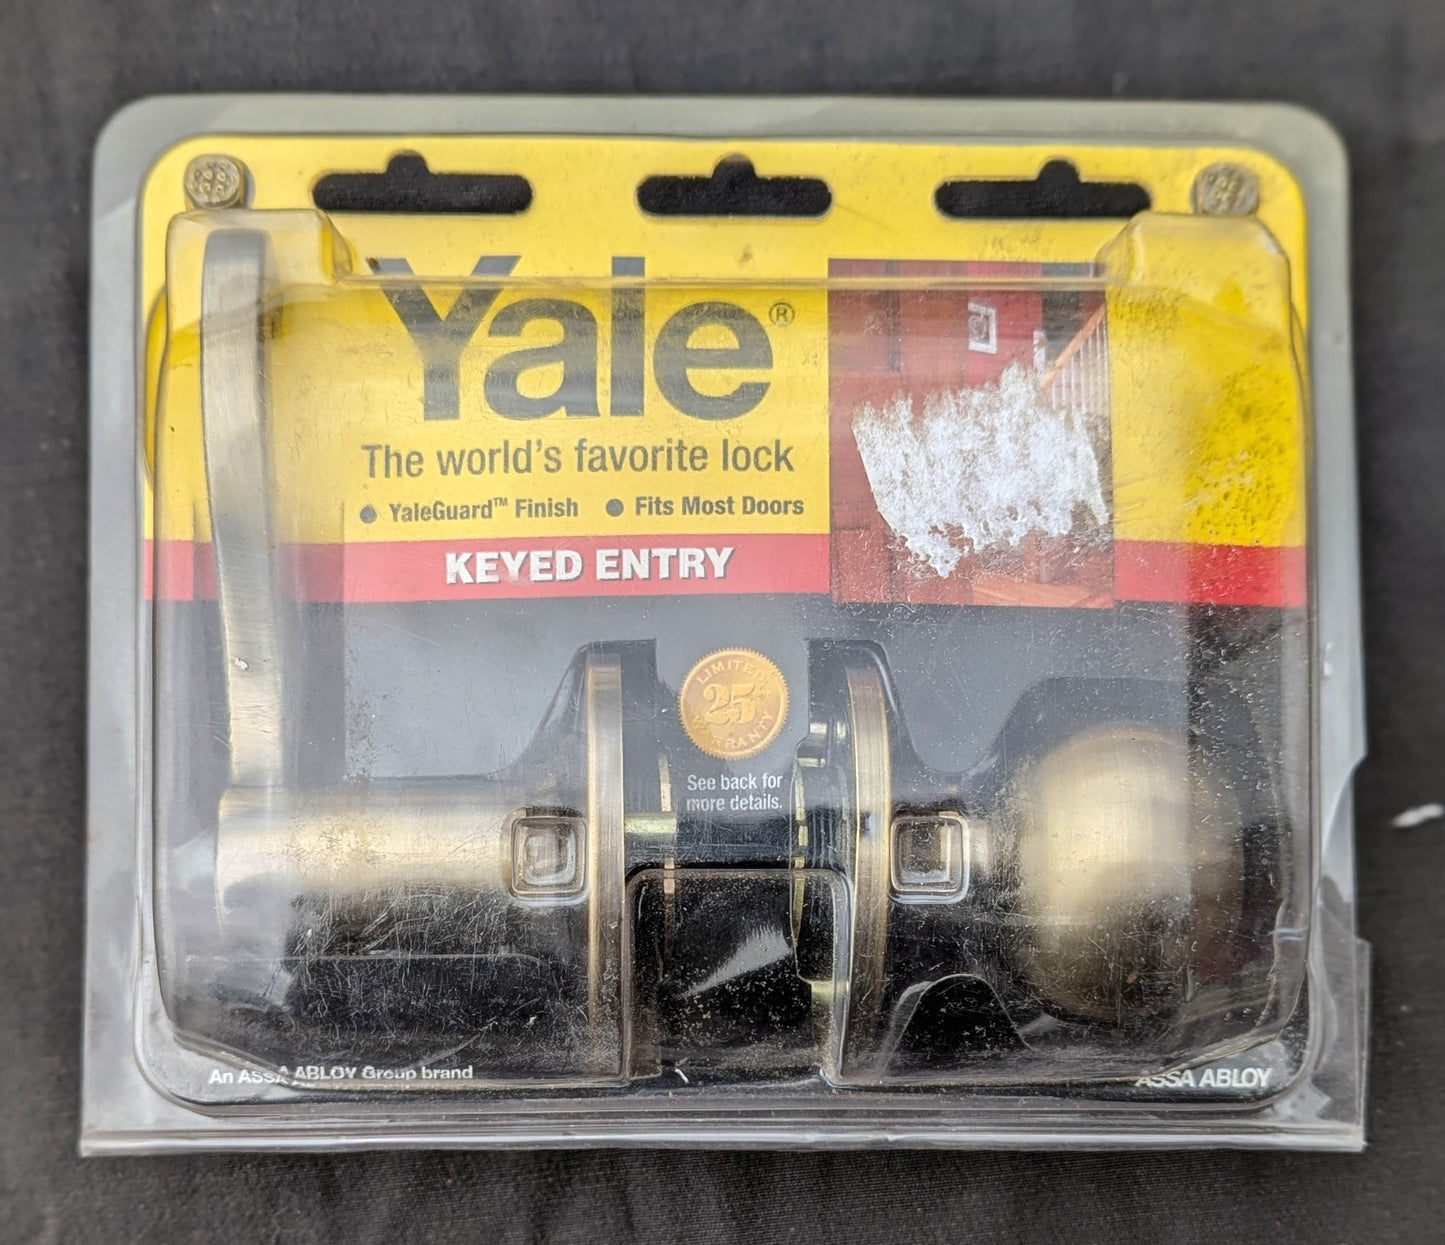 Yale®
The world's favorite lock
● YaleGuard™ Finish ● Fits Most Doors
KEYED ENTRY
LIMITED
25
WARRANTY
See back for
more details.
An ASSA ABLOY Group brand
ASSA ABLOY